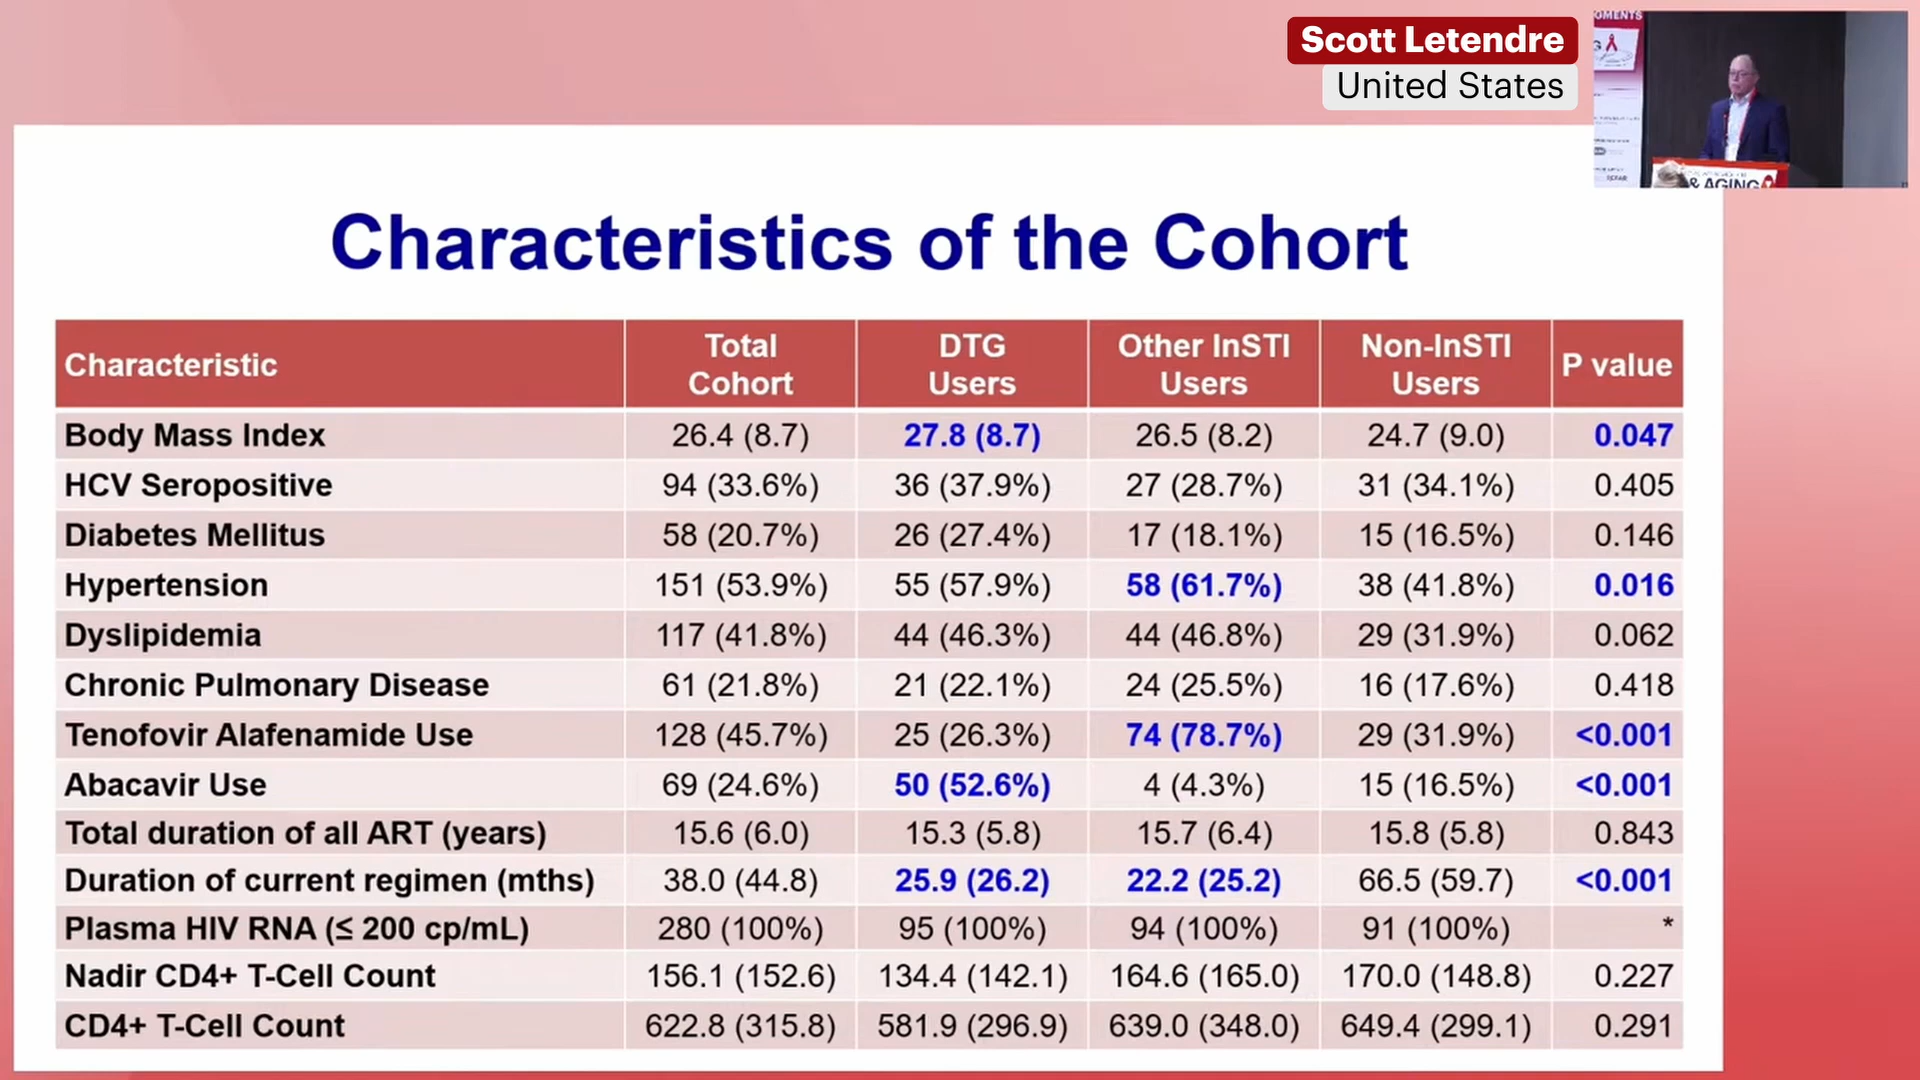 OMENTS
Scott Letendre
United States
& AGING
Characteristics of the Cohort
Characteristic Total Cohort DTG Users Other InSTI Users Non-InSTI Users P value
Body Mass Index 26.4 (8.7) 27.8 (8.7) 26.5 (8.2) 24.7 (9.0) 0.047
HCV Seropositive 94 (33.6%) 36 (37.9%) 27 (28.7%) 31 (34.1%) 0.405
Diabetes Mellitus 58 (20.7%) 26 (27.4%) 17 (18.1%) 15 (16.5%) 0.146
Hypertension 151 (53.9%) 55 (57.9%) 58 (61.7%) 38 (41.8%) 0.016
Dyslipidemia 117 (41.8%) 44 (46.3%) 44 (46.8%) 29 (31.9%) 0.062
Chronic Pulmonary Disease 61 (21.8%) 21 (22.1%) 24 (25.5%) 16 (17.6%) 0.418
Tenofovir Alafenamide Use 128 (45.7%) 25 (26.3%) 74 (78.7%) 29 (31.9%) <0.001
Abacavir Use 69 (24.6%) 50 (52.6%) 4 (4.3%) 15 (16.5%) <0.001
Total duration of all ART (years) 15.6 (6.0) 15.3 (5.8) 15.7 (6.4) 15.8 (5.8) 0.843
Duration of current regimen (mths) 38.0 (44.8) 25.9 (26.2) 22.2 (25.2) 66.5 (59.7) <0.001
Plasma HIV RNA (≤ 200 cp/mL) 280 (100%) 95 (100%) 94 (100%) 91 (100%) *
Nadir CD4+ T-Cell Count 156.1 (152.6) 134.4 (142.1) 164.6 (165.0) 170.0 (148.8) 0.227
CD4+ T-Cell Count 622.8 (315.8) 581.9 (296.9) 639.0 (348.0) 649.4 (299.1) 0.291